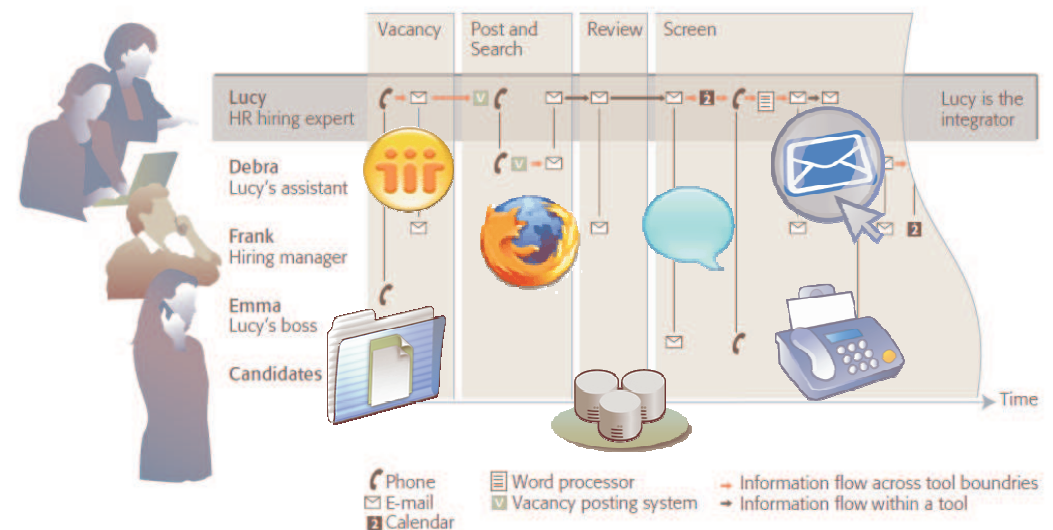 Vacancy
Post and
Search
Review
Screen
Lucy
HR hiring expert
Lucy is the
integrator
Debra
Lucy's assistant
Frank
Hiring manager
Emma
Lucy's boss
Candidates
Time
Phone
E-mail
2 Calendar
Word processor
V Vacancy posting system
Information flow across tool boundries
Information flow within a tool